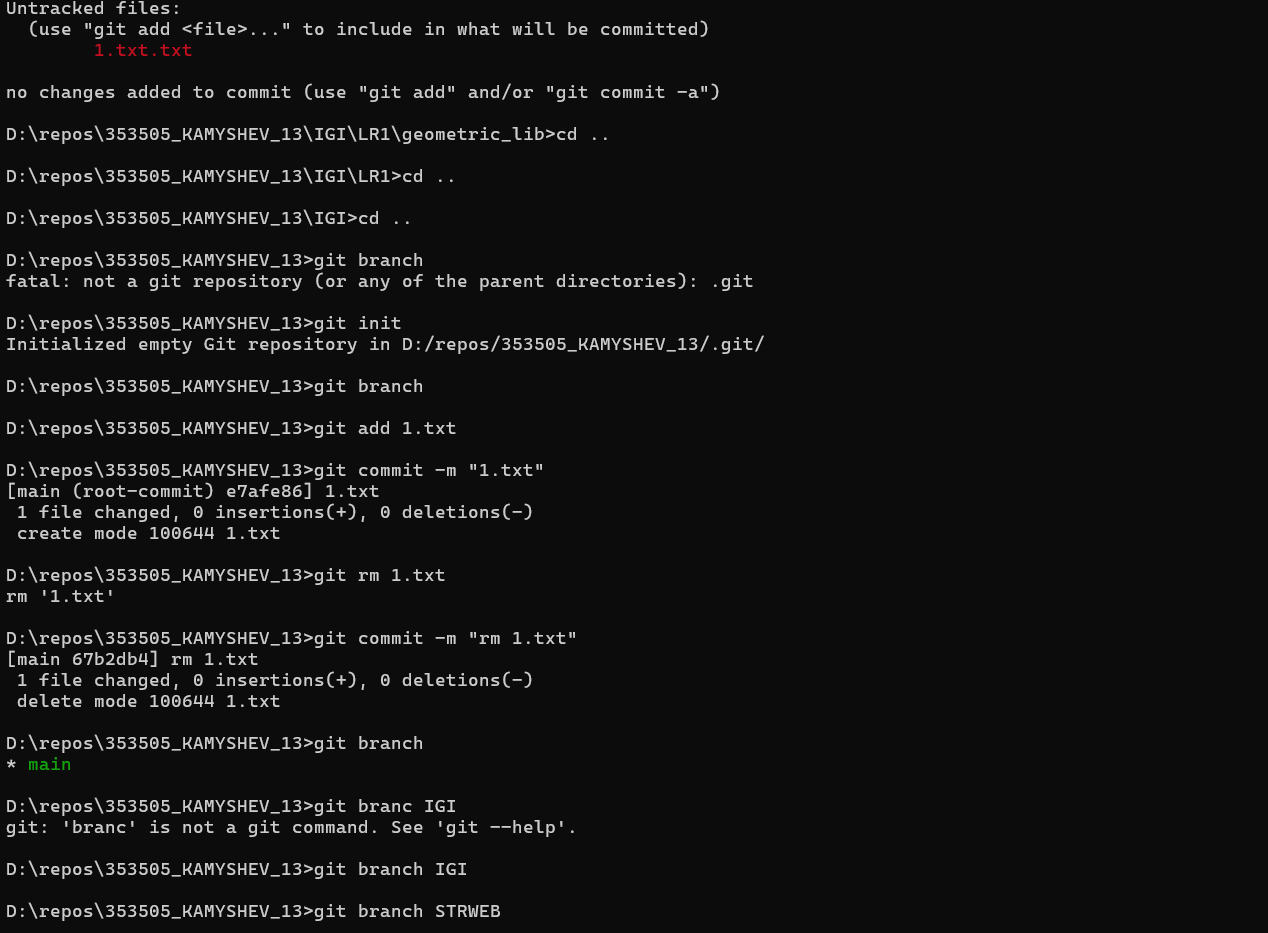 Untracked files:
  (use "git add <file>..." to include in what will be committed)
        1.txt.txt
no changes added to commit (use "git add" and/or "git commit -a")
D:\repos\353505_KAMYSHEV_13\IGI\LR1\geometric_lib>cd ..
D:\repos\353505_KAMYSHEV_13\IGI\LR1>cd ..
D:\repos\353505_KAMYSHEV_13\IGI>cd ..
D:\repos\353505_KAMYSHEV_13>git branch
fatal: not a git repository (or any of the parent directories): .git
D:\repos\353505_KAMYSHEV_13>git init
Initialized empty Git repository in D:/repos/353505_KAMYSHEV_13/.git/
D:\repos\353505_KAMYSHEV_13>git branch
D:\repos\353505_KAMYSHEV_13>git add 1.txt
D:\repos\353505_KAMYSHEV_13>git commit -m "1.txt"
[main (root-commit) e7afe86] 1.txt
 1 file changed, 0 insertions(+), 0 deletions(-)
 create mode 100644 1.txt
D:\repos\353505_KAMYSHEV_13>git rm 1.txt
rm '1.txt'
D:\repos\353505_KAMYSHEV_13>git commit -m "rm 1.txt"
[main 67b2db4] rm 1.txt
 1 file changed, 0 insertions(+), 0 deletions(-)
 delete mode 100644 1.txt
D:\repos\353505_KAMYSHEV_13>git branch
* main
D:\repos\353505_KAMYSHEV_13>git branc IGI
git: 'branc' is not a git command. See 'git --help'.
D:\repos\353505_KAMYSHEV_13>git branch IGI
D:\repos\353505_KAMYSHEV_13>git branch STRWEB